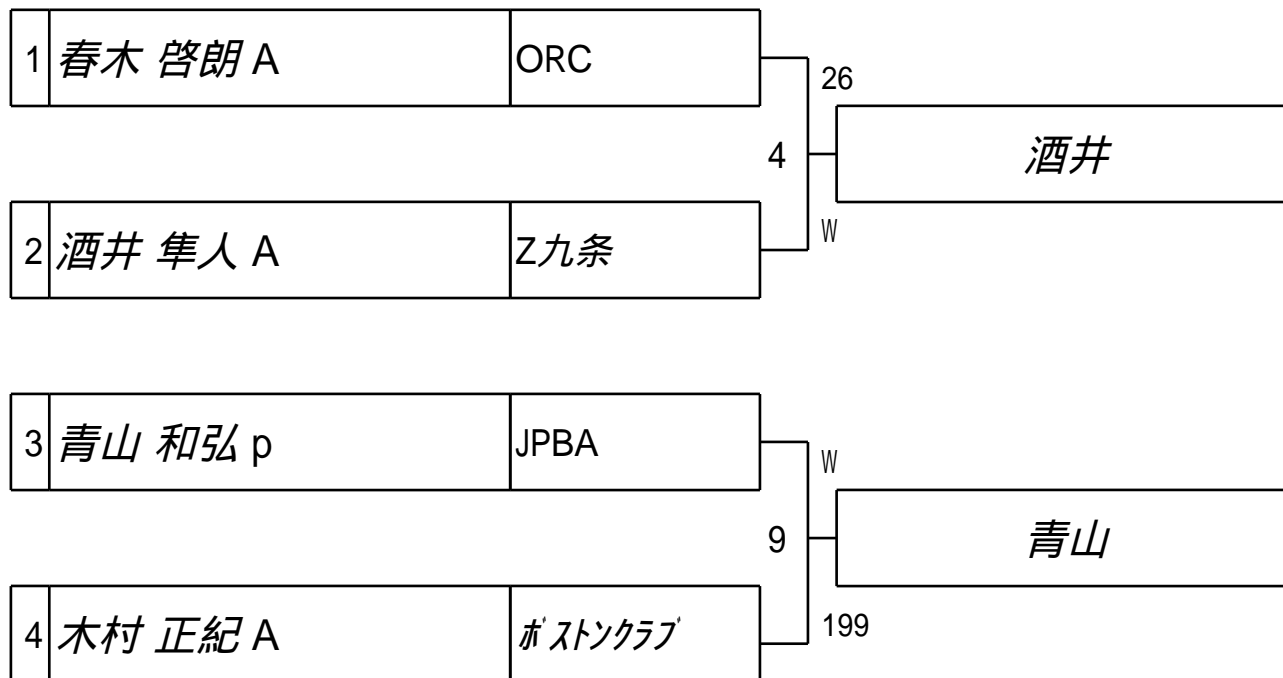 1 春木 啓朗 A ORC
26
4 酒井
2 酒井 隼人 A Z九条
W
3 青山 和弘 p JPBA
W
9 青山
4 木村 正紀 A ﾎﾞｽﾄﾝｸﾗﾌﾞ
199